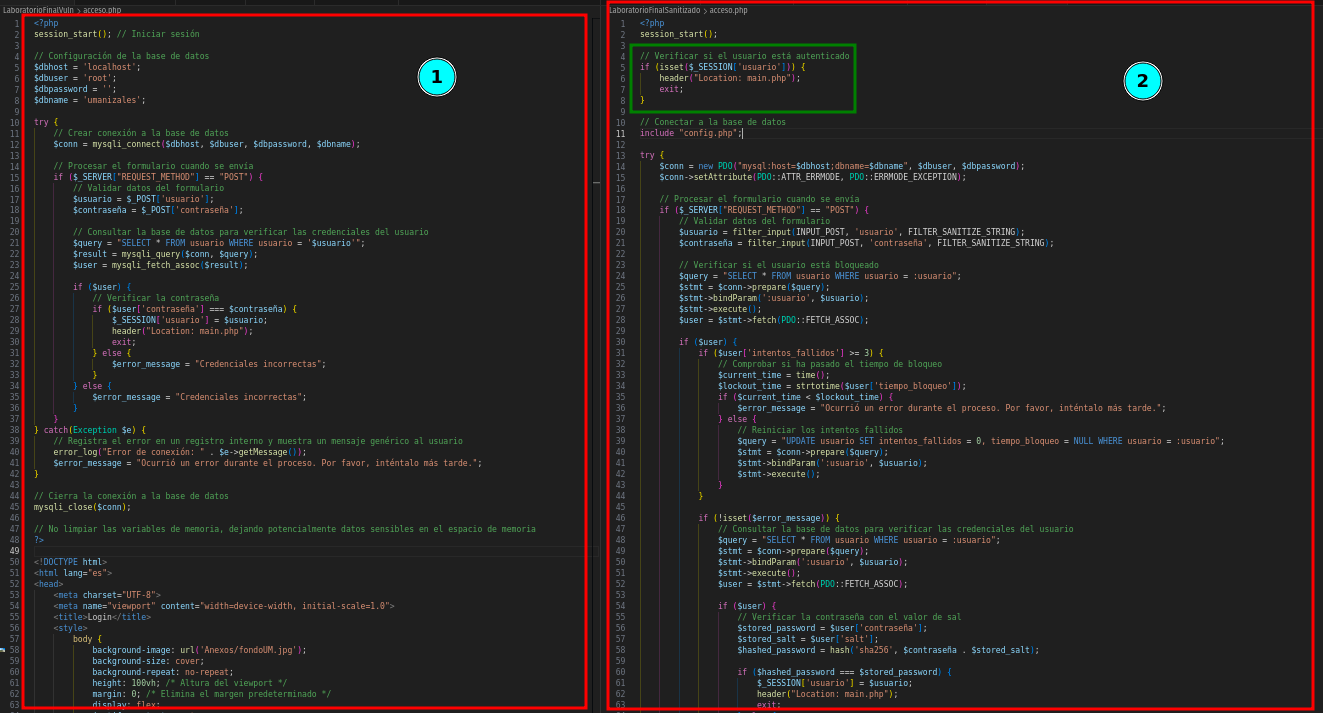 LaboratorioFinalVuln > acceso.php
1 <?php
2 session_start(); // Iniciar sesión
3
4 // Configuración de la base de datos
5 $dbhost = 'localhost';
6 $dbuser = 'root';
7 $dbpassword = '';
8 $dbname = 'umanizales';
9
10 try {
11 // Crear conexión a la base de datos
12 $conn = mysqli_connect($dbhost, $dbuser, $dbpassword, $dbname);
13
14 // Procesar el formulario cuando se envía
15 if ($_SERVER["REQUEST_METHOD"] == "POST") {
16 // Validar datos del formulario
17 $usuario = $_POST['usuario'];
18 $contraseña = $_POST['contraseña'];
19
20 // Consultar la base de datos para verificar las credenciales del usuario
21 $query = "SELECT * FROM usuario WHERE usuario = '$usuario'";
22 $result = mysqli_query($conn, $query);
23 $user = mysqli_fetch_assoc($result);
24
25 if ($user) {
26 // Verificar la contraseña
27 if ($user['contraseña'] === $contraseña) {
28 $_SESSION['usuario'] = $usuario;
29 header("Location: main.php");
30 exit;
31 } else {
32 $error_message = "Credenciales incorrectas";
33 }
34 } else {
35 $error_message = "Credenciales incorrectas";
36 }
37 }
38 } catch(Exception $e) {
39 // Registra el error en un registro interno y muestra un mensaje genérico al usuario
40 error_log("Error de conexión: " . $e->getMessage());
41 $error_message = "Ocurrió un error durante el proceso. Por favor, inténtalo más tarde.";
42 }
43
44 // Cierra la conexión a la base de datos
45 mysqli_close($conn);
46
47 // No limpiar las variables de memoria, dejando potencialmente datos sensibles en el espacio de memoria
48 ?>
49
50 <!DOCTYPE html>
51 <html lang="es">
52 <head>
53 <meta charset="UTF-8">
54 <meta name="viewport" content="width=device-width, initial-scale=1.0">
55 <title>Login</title>
56 <style>
57 body {
58 background-image: url('Anexos/fondoUM.jpg');
59 background-size: cover;
60 background-repeat: no-repeat;
61 height: 100vh; /* Altura del viewport */
62 margin: 0; /* Elimina el margen predeterminado */
63 display: flex;
1
LaboratorioFinalSanitizado > acceso.php
1 <?php
2 session_start();
3
4 // Verificar si el usuario está autenticado
5 if (isset($_SESSION['usuario'])) {
6 header("Location: main.php");
7 exit;
8 }
9
10 // Conectar a la base de datos
11 include "config.php";
12
13 try {
14 $conn = new PDO("mysql:host=$dbhost;dbname=$dbname", $dbuser, $dbpassword);
15 $conn->setAttribute(PDO::ATTR_ERRMODE, PDO::ERRMODE_EXCEPTION);
16
17 // Procesar el formulario cuando se envía
18 if ($_SERVER["REQUEST_METHOD"] == "POST") {
19 // Validar datos del formulario
20 $usuario = filter_input(INPUT_POST, 'usuario', FILTER_SANITIZE_STRING);
21 $contraseña = filter_input(INPUT_POST, 'contraseña', FILTER_SANITIZE_STRING);
22
23 // Verificar si el usuario está bloqueado
24 $query = "SELECT * FROM usuario WHERE usuario = :usuario";
25 $stmt = $conn->prepare($query);
26 $stmt->bindParam(':usuario', $usuario);
27 $stmt->execute();
28 $user = $stmt->fetch(PDO::FETCH_ASSOC);
29
30 if ($user) {
31 if ($user['intentos_fallidos'] >= 3) {
32 // Comprobar si ha pasado el tiempo de bloqueo
33 $current_time = time();
34 $lockout_time = strtotime($user['tiempo_bloqueo']);
35 if ($current_time < $lockout_time) {
36 $error_message = "Ocurrió un error durante el proceso. Por favor, inténtalo más tarde.";
37 } else {
38 // Reiniciar los intentos fallidos
39 $query = "UPDATE usuario SET intentos_fallidos = 0, tiempo_bloqueo = NULL WHERE usuario = :usuario";
40 $stmt = $conn->prepare($query);
41 $stmt->bindParam(':usuario', $usuario);
42 $stmt->execute();
43 }
44 }
45
46 if (!isset($error_message)) {
47 // Consultar la base de datos para verificar las credenciales del usuario
48 $query = "SELECT * FROM usuario WHERE usuario = :usuario";
49 $stmt = $conn->prepare($query);
50 $stmt->bindParam(':usuario', $usuario);
51 $stmt->execute();
52 $user = $stmt->fetch(PDO::FETCH_ASSOC);
53
54 if ($user) {
55 // Verificar la contraseña con el valor de sal
56 $stored_password = $user['contraseña'];
57 $stored_salt = $user['salt'];
58 $hashed_password = hash('sha256', $contraseña . $stored_salt);
59
60 if ($hashed_password === $stored_password) {
61 $_SESSION['usuario'] = $usuario;
62 header("Location: main.php");
63 exit;
2